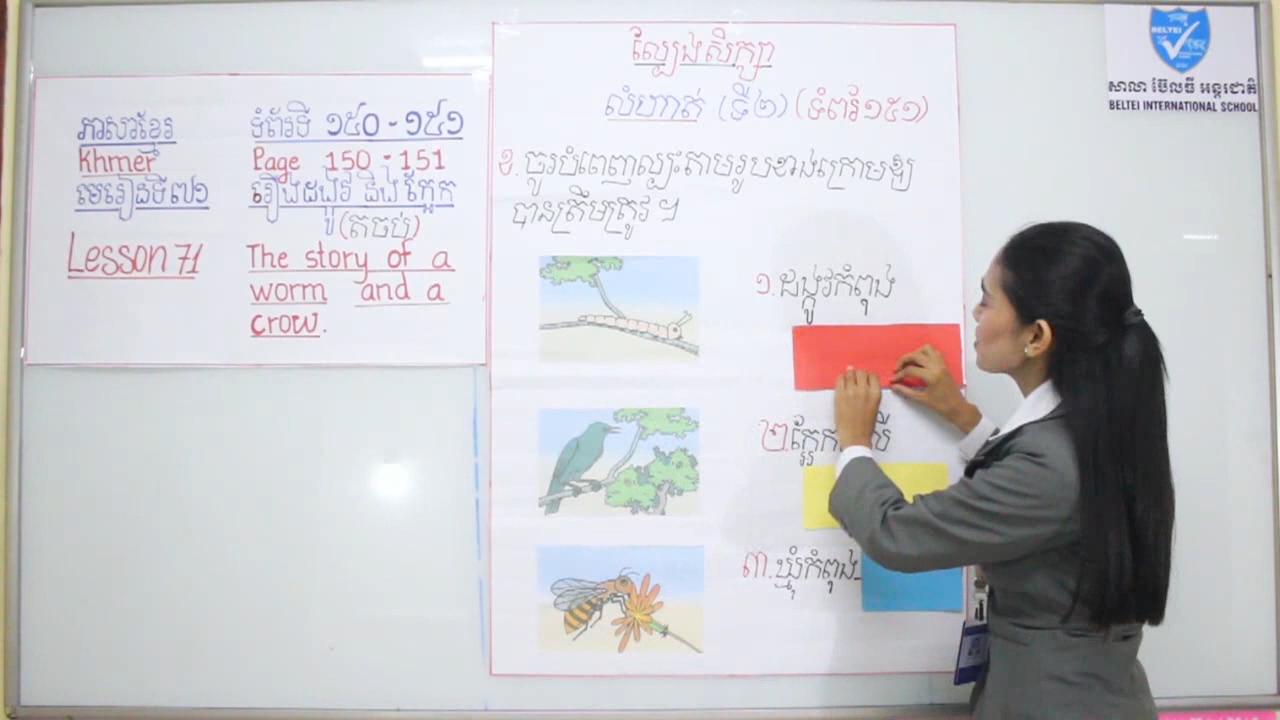 ភាសាខ្មែរ
ទំព័រទី ១៥០ - ១៥១
Khmer
Page 150 - 151
មេរៀនទី៧១
រឿងដង្កូវ និង ក្អែក
(តចប់)
Lesson 71
The story of a
worm and a
crow.
ល្បែងសិក្សា
លំហាត់ (ទី២) (ទំព័រ១៥១)
ខ. ចូរបំពេញល្បះតាមរូបខាងក្រោមឱ្យ
បានត្រឹមត្រូវ ។
១. ដង្កូវកំពុង
២. ក្អែក
៣. ឃ្មុំកំពុង
BELTEI
សាលា ប៊ែលធី អន្តរជាតិ
BELTEI INTERNATIONAL SCHOOL